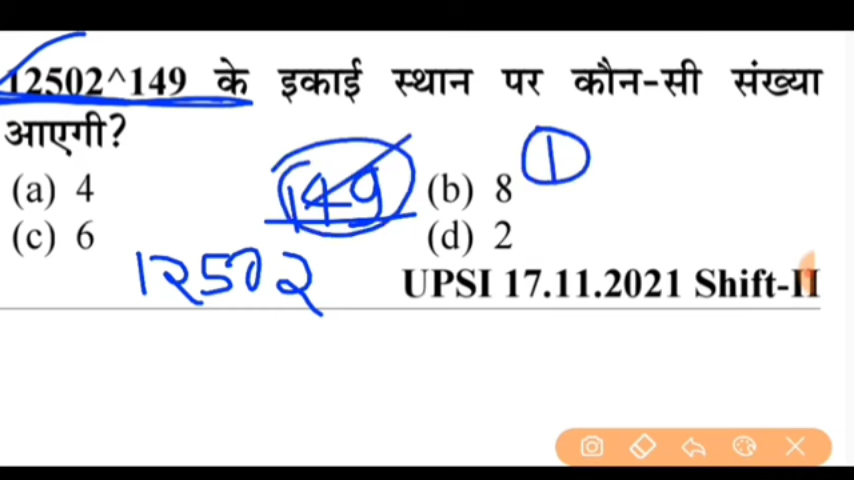 12502^149 के इकाई स्थान पर कौन-सी संख्या
आएगी?
(a) 4 (b) 8
(c) 6 (d) 2
149
1
12502
UPSI 17.11.2021 Shift-II